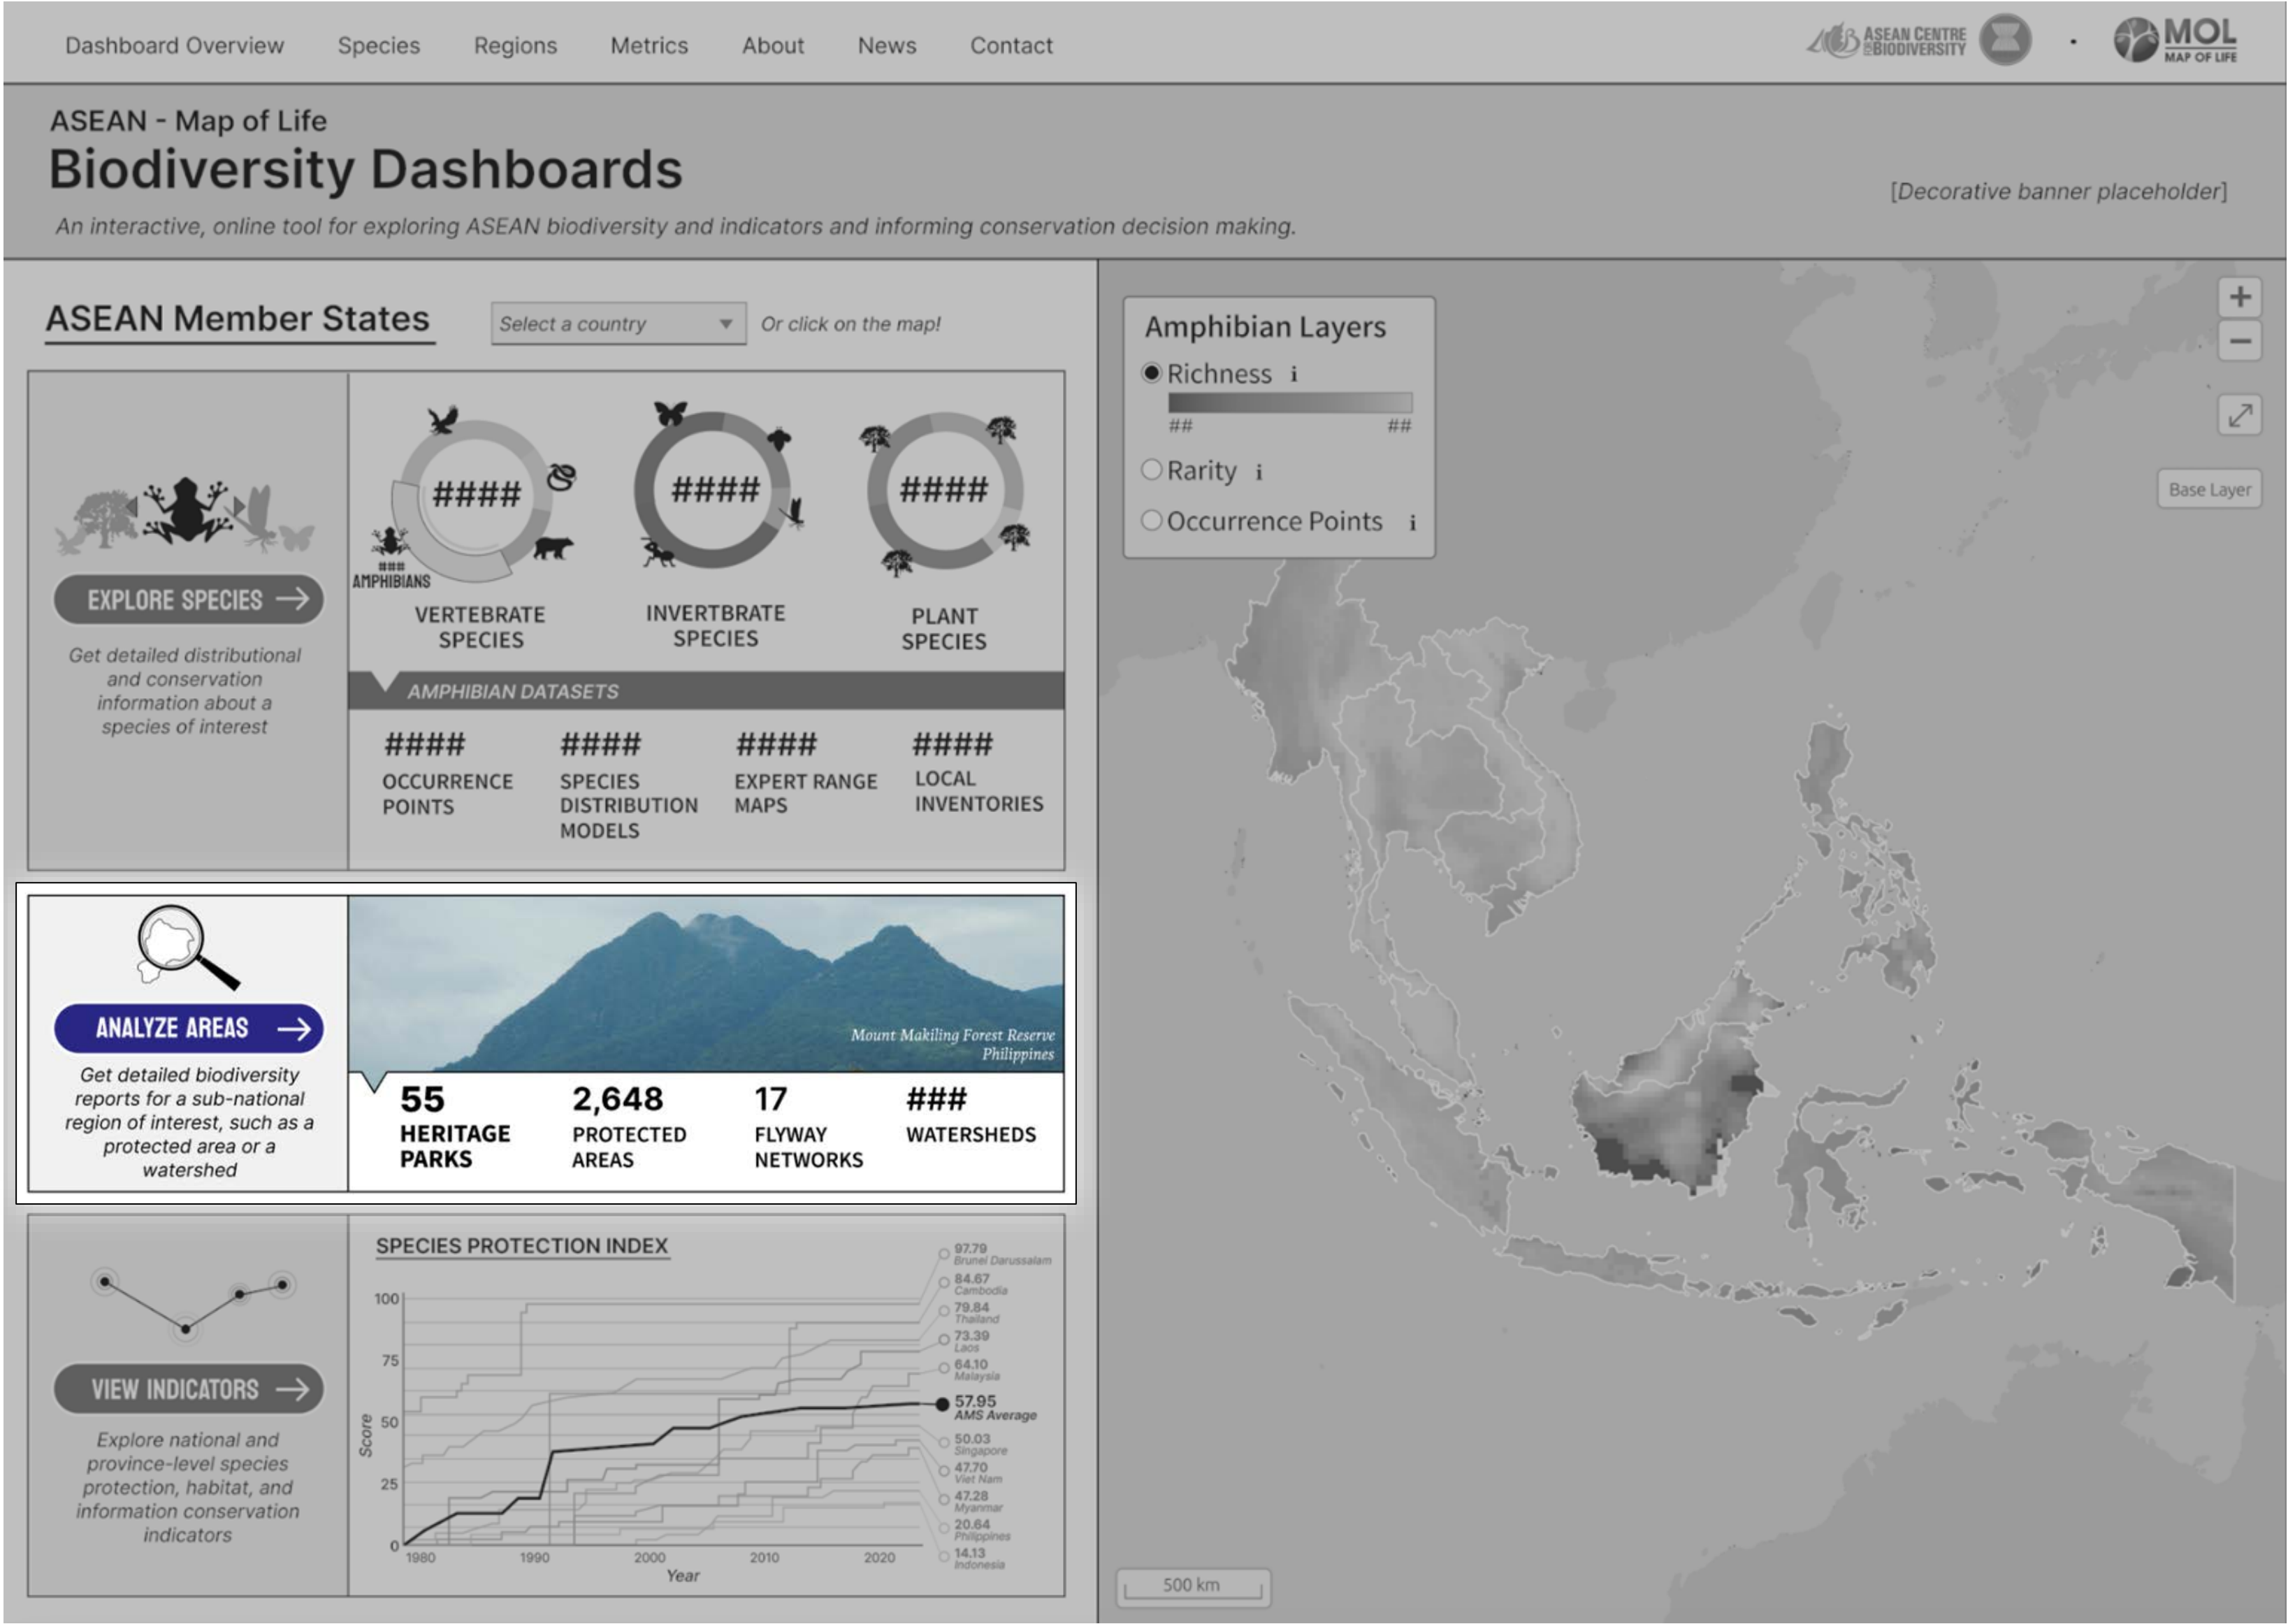 Dashboard Overview Species Regions Metrics About News Contact
ASEAN CENTRE
FOR BIODIVERSITY
MOL
MAP OF LIFE
ASEAN - Map of Life
Biodiversity Dashboards
An interactive, online tool for exploring ASEAN biodiversity and indicators and informing conservation decision making.
[Decorative banner placeholder]
ASEAN Member States
Select a country
Or click on the map!
EXPLORE SPECIES
Get detailed distributional
and conservation
information about a
species of interest
####
###
AMPHIBIANS
VERTEBRATE
SPECIES
####
INVERTBRATE
SPECIES
####
PLANT
SPECIES
AMPHIBIAN DATASETS
####
OCCURRENCE
POINTS
####
SPECIES
DISTRIBUTION
MODELS
####
EXPERT RANGE
MAPS
####
LOCAL
INVENTORIES
ANALYZE AREAS
Get detailed biodiversity
reports for a sub-national
region of interest, such as a
protected area or a
watershed
Mount Makiling Forest Reserve
Philippines
55
HERITAGE
PARKS
2,648
PROTECTED
AREAS
17
FLYWAY
NETWORKS
###
WATERSHEDS
VIEW INDICATORS
Explore national and
province-level species
protection, habitat, and
information conservation
indicators
SPECIES PROTECTION INDEX
100
75
50
25
0
Score
1980 1990 2000 2010 2020
Year
97.79
Brunei Darussalam
84.67
Cambodia
79.84
Thailand
73.39
Laos
64.10
Malaysia
57.95
AMS Average
50.03
Singapore
47.70
Viet Nam
47.28
Myanmar
20.64
Philippines
14.13
Indonesia
Amphibian Layers
Richness i
## ##
Rarity i
Occurrence Points i
+
−
Base Layer
500 km